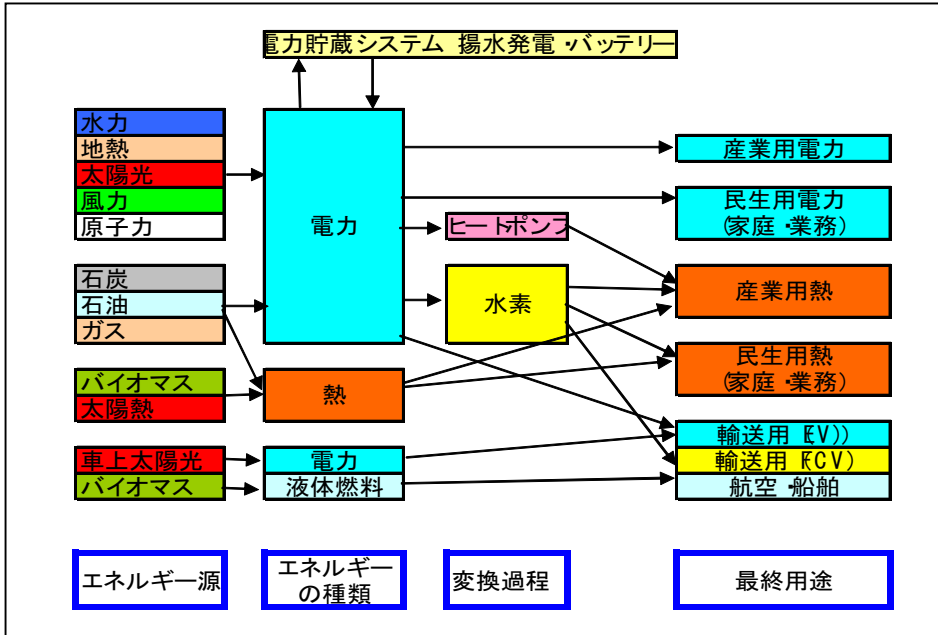 電力貯蔵システム 揚水発電・バッテリー
水力
地熱
太陽光
風力
原子力
石炭
石油
ガス
バイオマス
太陽熱
車上太陽光
バイオマス
電力
熱
電力
液体燃料
ヒートポンプ
水素
産業用電力
民生用電力
(家庭・業務)
産業用熱
民生用熱
(家庭・業務)
輸送用(EV))
輸送用(FCV)
航空・船舶
エネルギー源
エネルギー
の種類
変換過程
最終用途